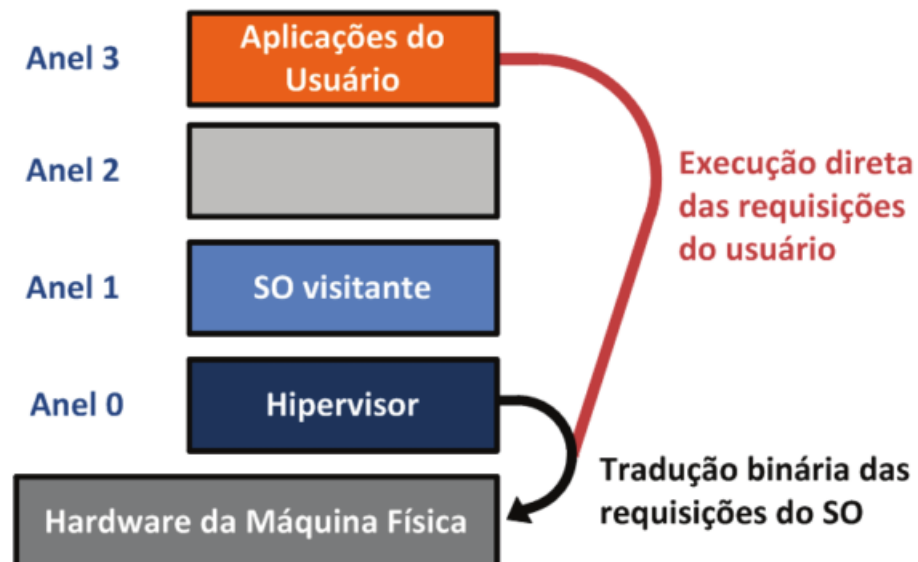 Anel 3
Aplicações do
Usuário
Anel 2
Execução direta
das requisições
do usuário
Anel 1
SO visitante
Anel 0
Hipervisor
Tradução binária das
requisições do SO
Hardware da Máquina Física